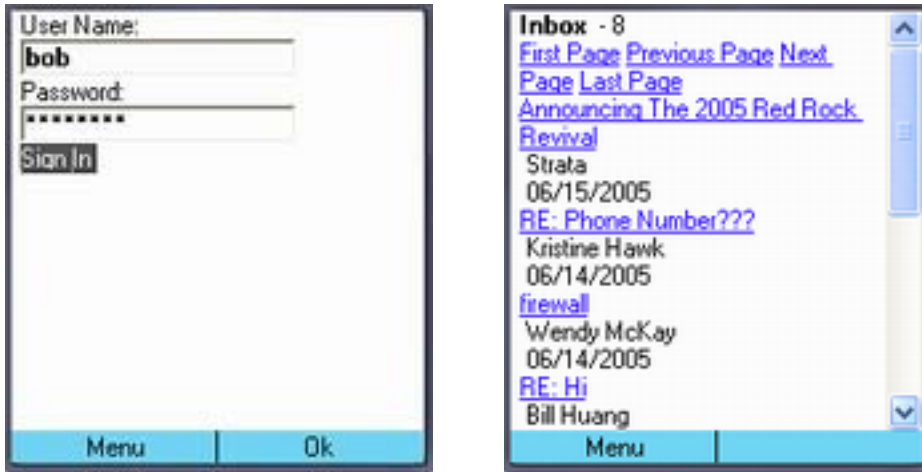 User Name:
bob
Password:
••••••••
Sign In
Menu Ok
Inbox - 8
First Page Previous Page Next
Page Last Page
Announcing The 2005 Red Rock
Revival
Strata
06/15/2005
RE: Phone Number???
Kristine Hawk
06/14/2005
firewall
Wendy McKay
06/14/2005
RE: Hi
Bill Huang
Menu